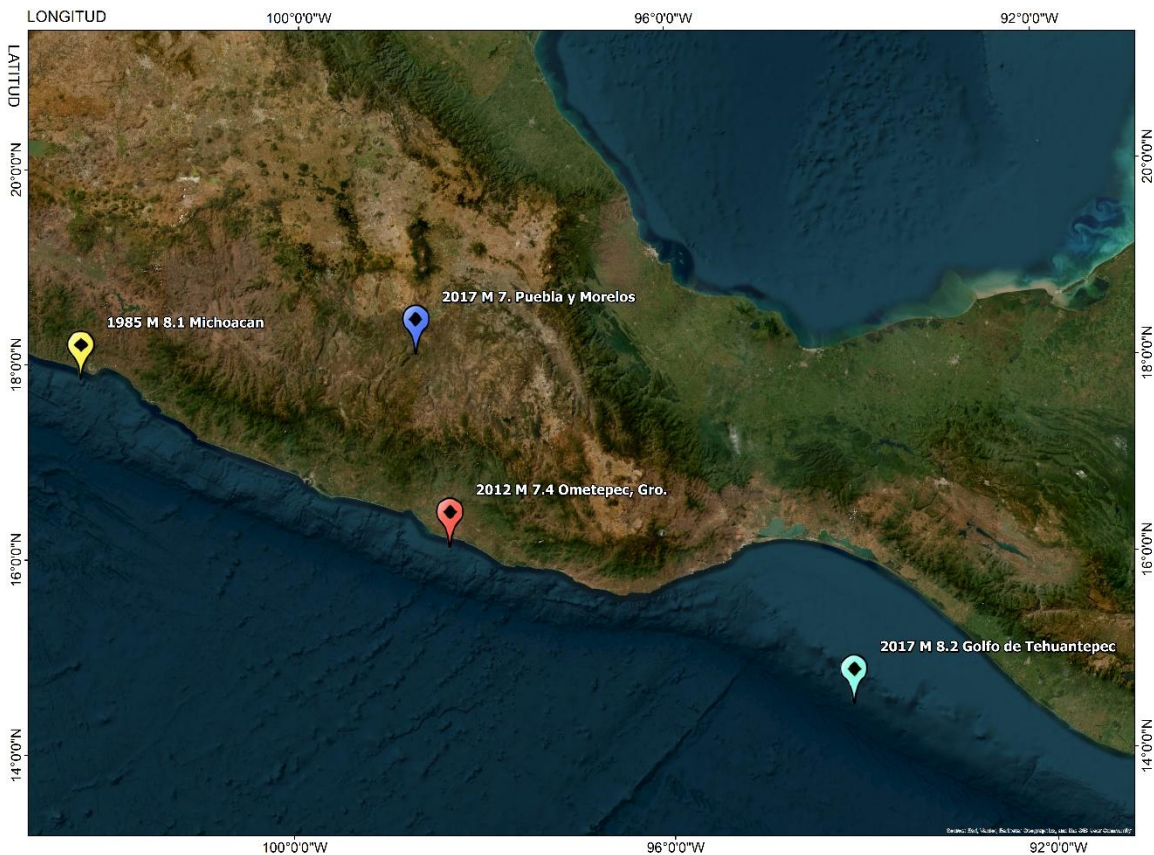 LONGITUD
100°0'0"W
96°0'0"W
92°0'0"W
LATITUD
20°0'0"N
20°0'0"N
2017 M 7. Puebla y Morelos
1985 M 8.1 Michoacan
18°0'0"N
18°0'0"N
2012 M 7.4 Ometepec, Gro.
16°0'0"N
16°0'0"N
2017 M 8.2 Golfo de Tehuantepec
14°0'0"N
14°0'0"N
100°0'0"W
96°0'0"W
92°0'0"W